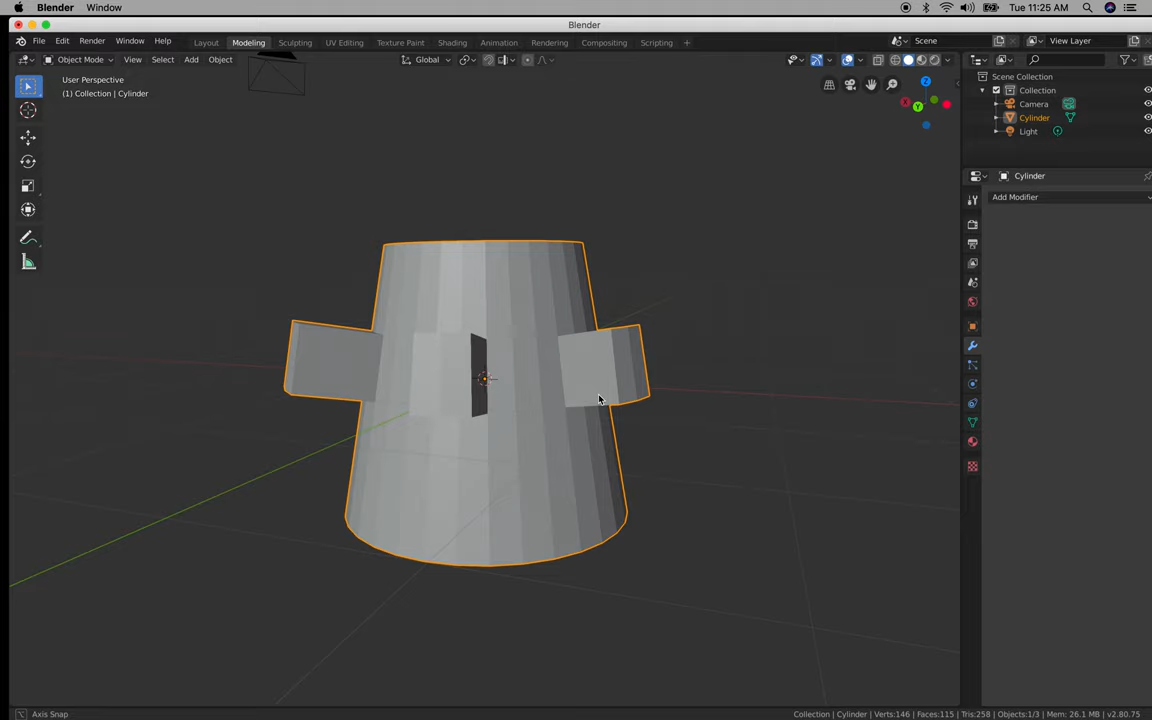 Blender Window Tue 11:25 AM
Blender
File Edit Render Window Help Layout Modeling Sculpting UV Editing Texture Paint Shading Animation Rendering Compositing Scripting + Scene View Layer
Object Mode View Select Add Object Global
User Perspective
(1) Collection | Cylinder
Z
X
Y
Scene Collection
Collection
Camera
Cylinder
Light
Cylinder
Add Modifier
Axis Snap
Collection | Cylinder | Verts:146 | Faces:115 | Tris:258 | Objects:1/3 | Mem: 26.1 MB | v2.80.75